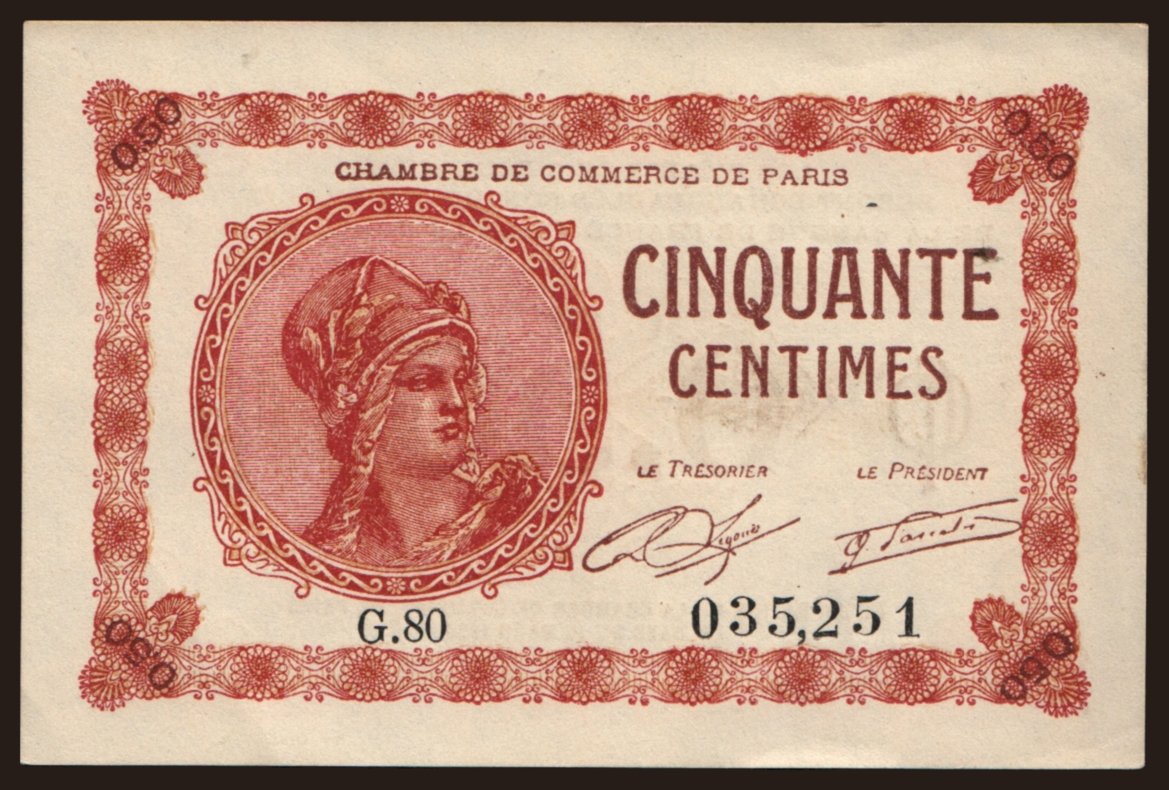 0.50
0.50
CHAMBRE DE COMMERCE DE PARIS
CINQUANTE
CENTIMES
LE TRÉSORIER LE PRÉSIDENT
G.80 035,251
0.50
0.50